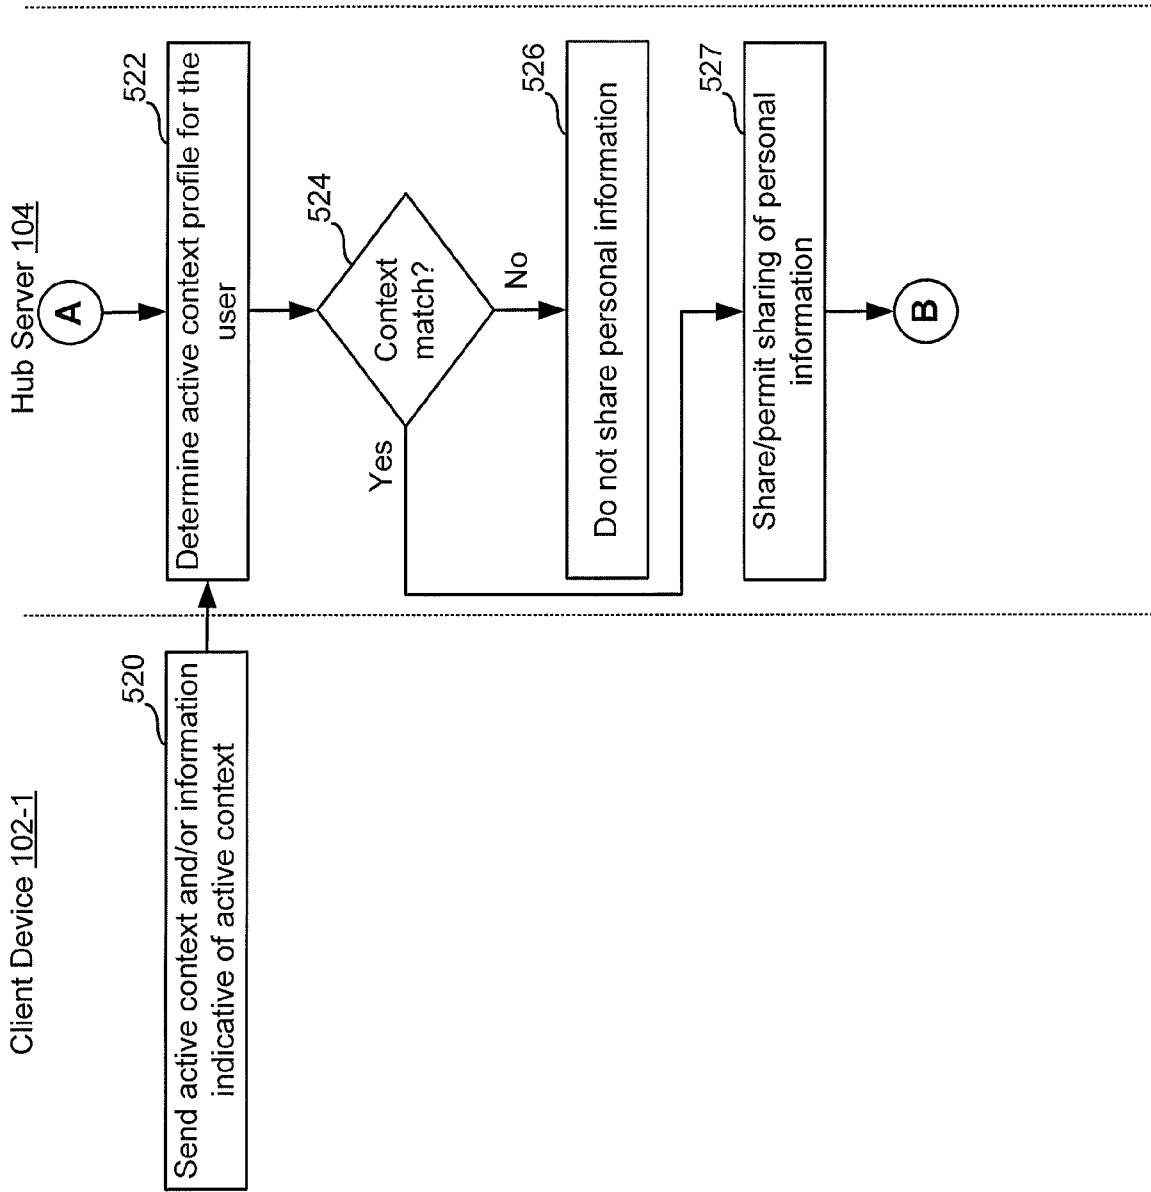 Client Device 102-1
520
Send active context and/or information
indicative of active context
Hub Server 104
A
522
Determine active context profile for the
user
524
Context
match?
Yes
No
526
Do not share personal information
527
Share/permit sharing of personal
information
B